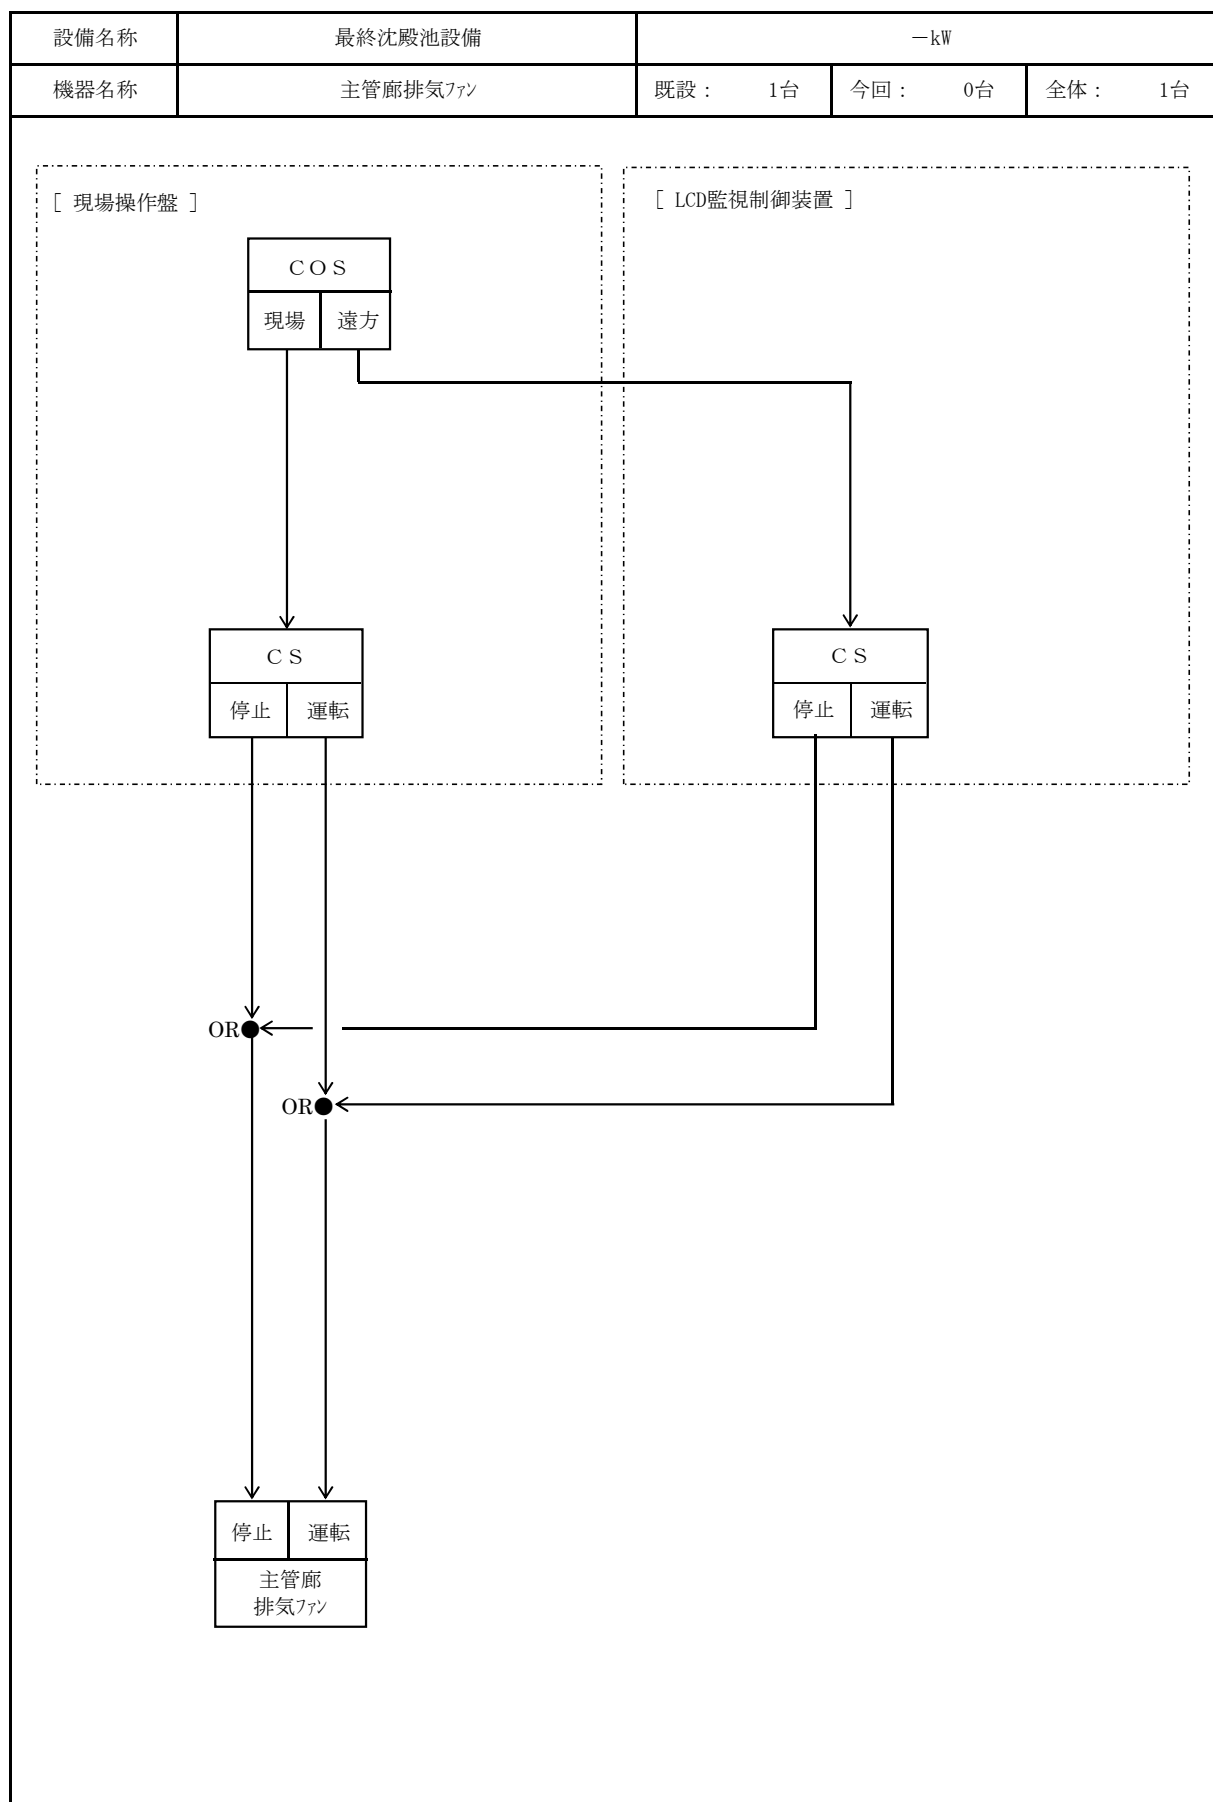 設備名称 最終沈殿池設備 －kW
機器名称 主管廊排気ﾌｧﾝ 既設： 1台 今回： 0台 全体： 1台
[ 現場操作盤 ] [ LCD監視制御装置 ]
ＣＯＳ
現場 遠方
ＣＳ ＣＳ
停止 運転 停止 運転
OR
OR
停止 運転
主管廊
排気ﾌｧﾝ